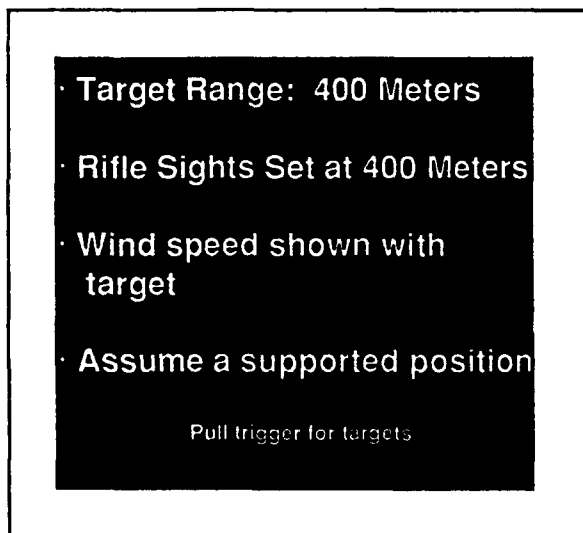 · Target Range: 400 Meters
· Rifle Sights Set at 400 Meters
· Wind speed shown with
target
· Assume a supported position
Pull trigger for targets